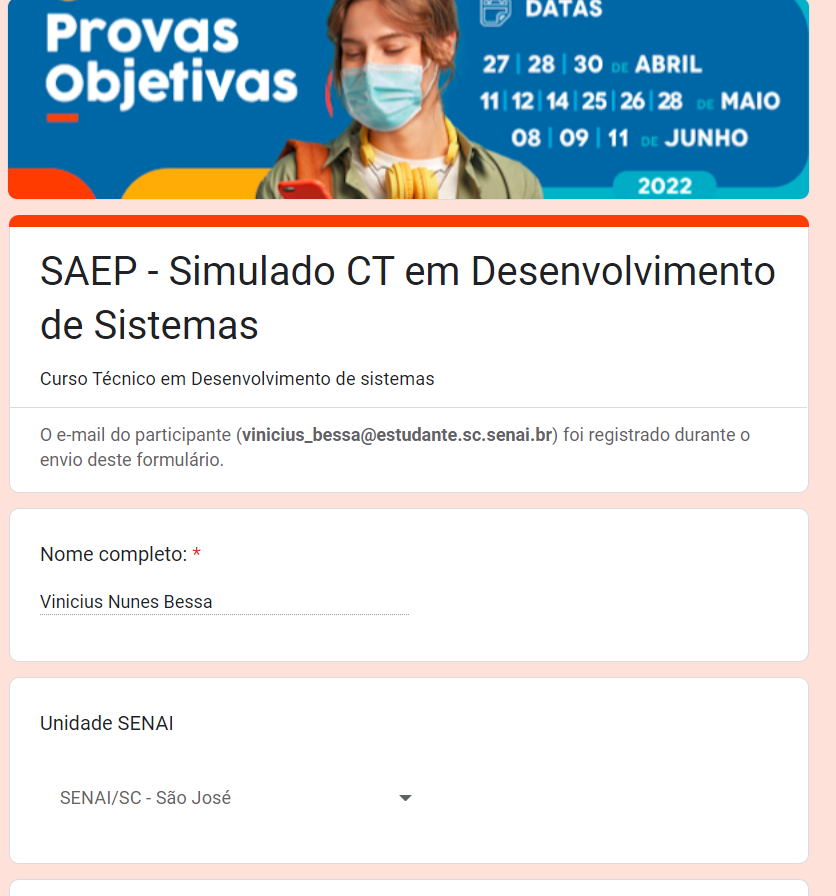 Provas
Objetivas
DATAS
27 | 28 | 30 DE ABRIL
11 | 12 | 14 | 25 | 26 | 28 DE MAIO
08 | 09 | 11 DE JUNHO
2022
SAEP - Simulado CT em Desenvolvimento
de Sistemas
Curso Técnico em Desenvolvimento de sistemas
O e-mail do participante (vinicius_bessa@estudante.sc.senai.br) foi registrado durante o
envio deste formulário.
Nome completo: *
Vinicius Nunes Bessa
Unidade SENAI
SENAI/SC - São José